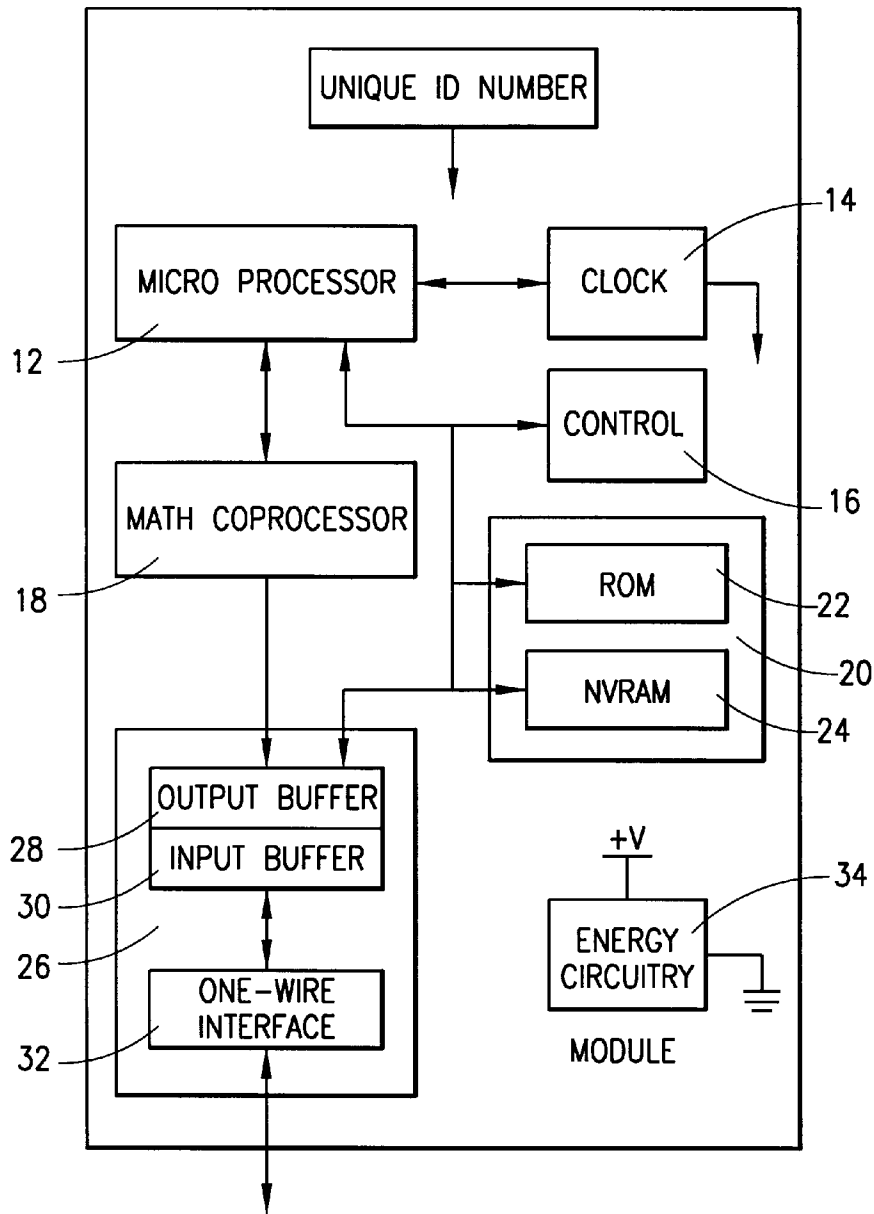 UNIQUE ID NUMBER
14
MICRO PROCESSOR
CLOCK
12
CONTROL
MATH COPROCESSOR
16
18
ROM
22
20
NVRAM
24
OUTPUT BUFFER
28
INPUT BUFFER
+V
30
34
26
ENERGY
CIRCUITRY
ONE-WIRE
INTERFACE
32
MODULE